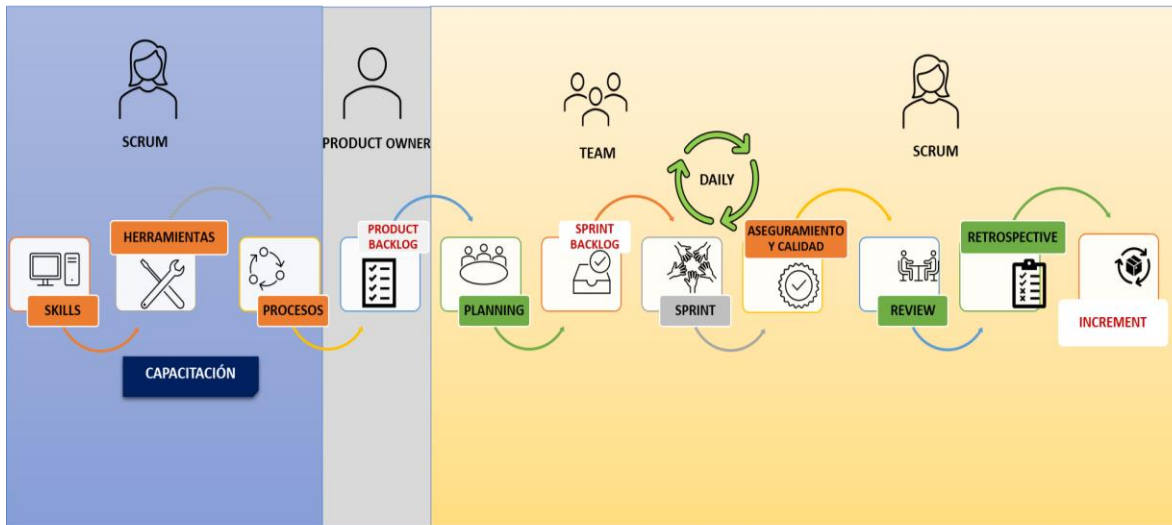 SCRUM
PRODUCT OWNER
TEAM
SCRUM
DAILY
HERRAMIENTAS
PRODUCT
BACKLOG
SPRINT
BACKLOG
ASEGURAMIENTO
Y CALIDAD
RETROSPECTIVE
SKILLS
PROCESOS
PLANNING
SPRINT
REVIEW
INCREMENT
CAPACITACIÓN